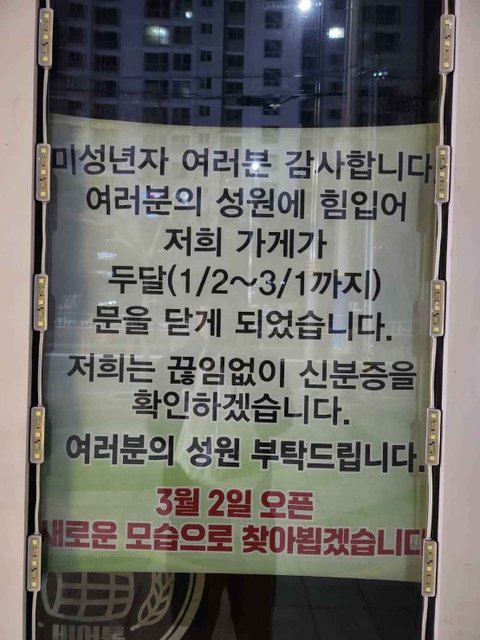 미성년자 여러분 감사합니다
여러분의 성원에 힘입어
저희 가게가
두달(1/2~3/1까지)
문을 닫게 되었습니다.
저희는 끊임없이 신분증을
확인하겠습니다.
여러분의 성원 부탁드립니다.
3월 2일 오픈
새로운 모습으로 찾아뵙겠습니다